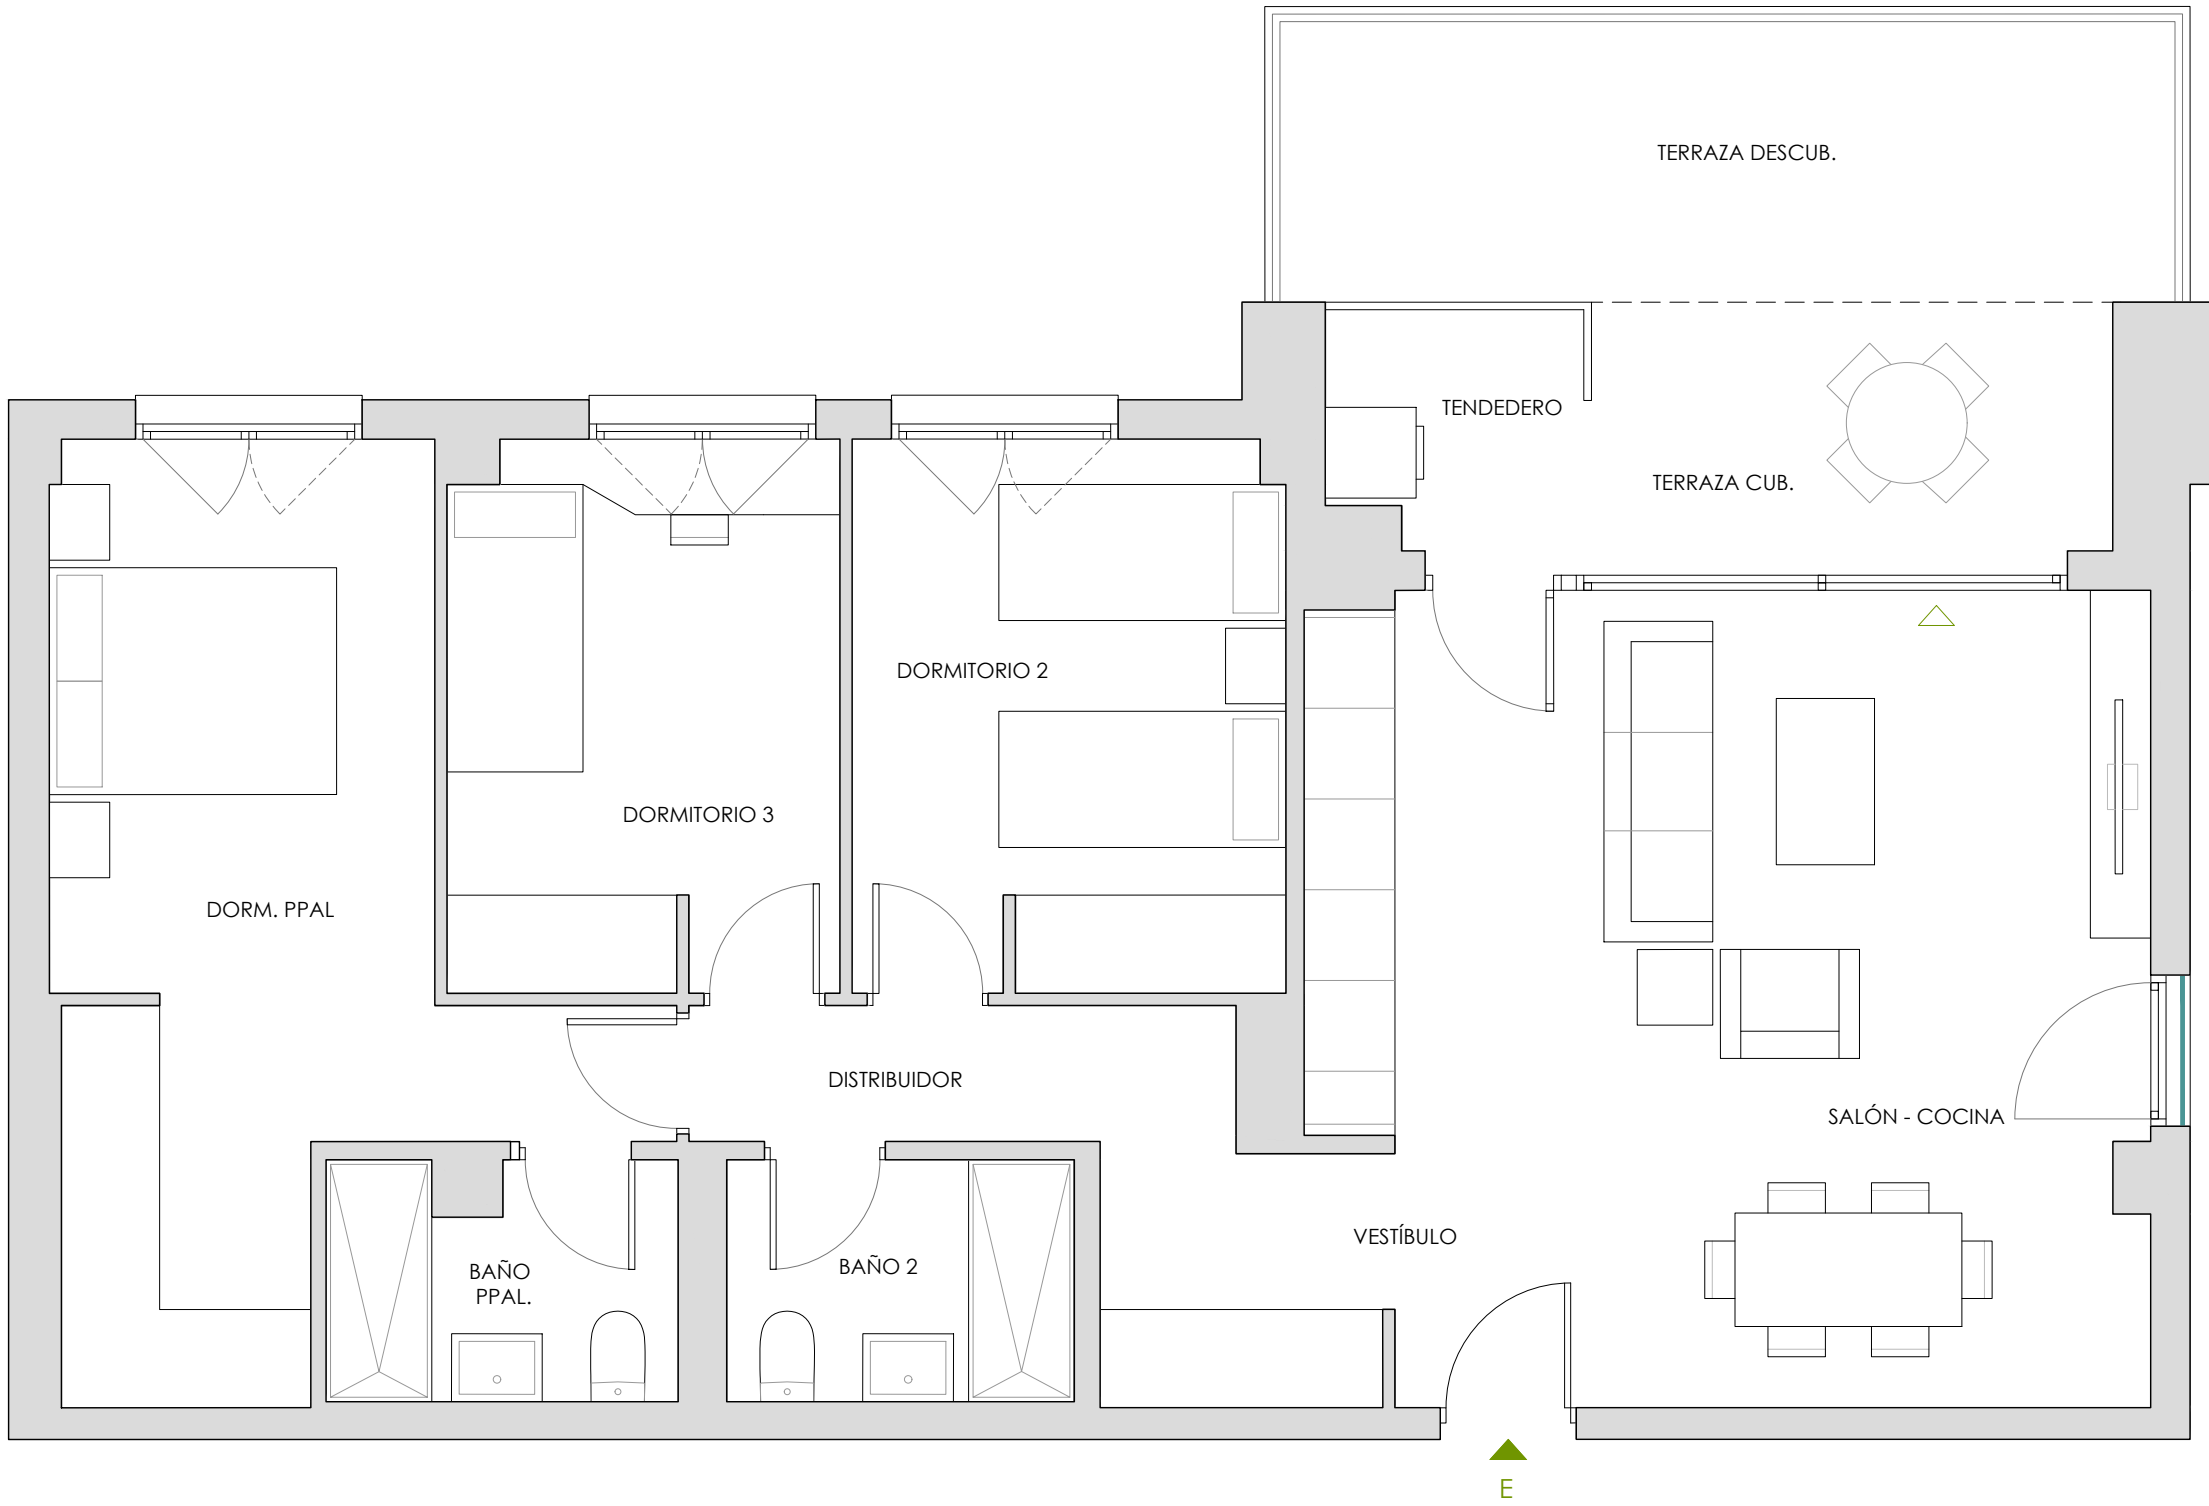 TERRAZA DESCUB.
TENDEDERO
TERRAZA CUB.
DORMITORIO 2
DORMITORIO 3
DORM. PPAL
DISTRIBUIDOR
SALÓN - COCINA
VESTÍBULO
BAÑO 2
BAÑO
PPAL.
E